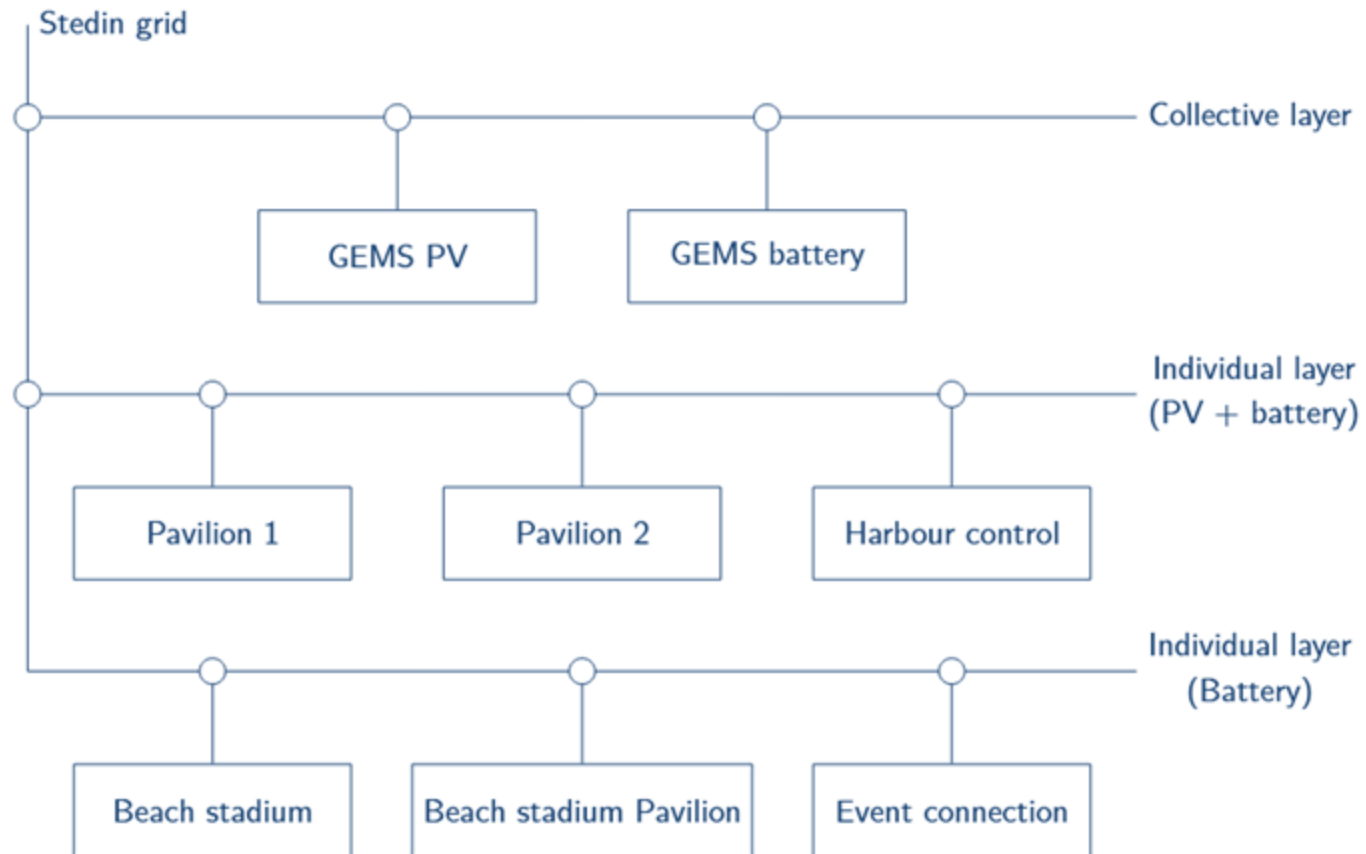 Stedin grid
Collective layer
GEMS PV
GEMS battery
Individual layer
(PV + battery)
Pavilion 1
Pavilion 2
Harbour control
Individual layer
(Battery)
Beach stadium
Beach stadium Pavilion
Event connection